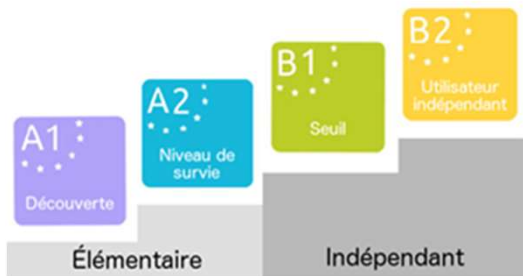 A1
Découverte
A2
Niveau de
survie
B1
Seuil
B2
Utilisateur
indépendant
Élémentaire
Indépendant